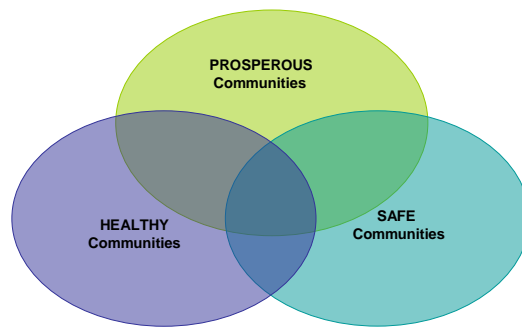 PROSPEROUS
Communities
HEALTHY
Communities
SAFE
Communities